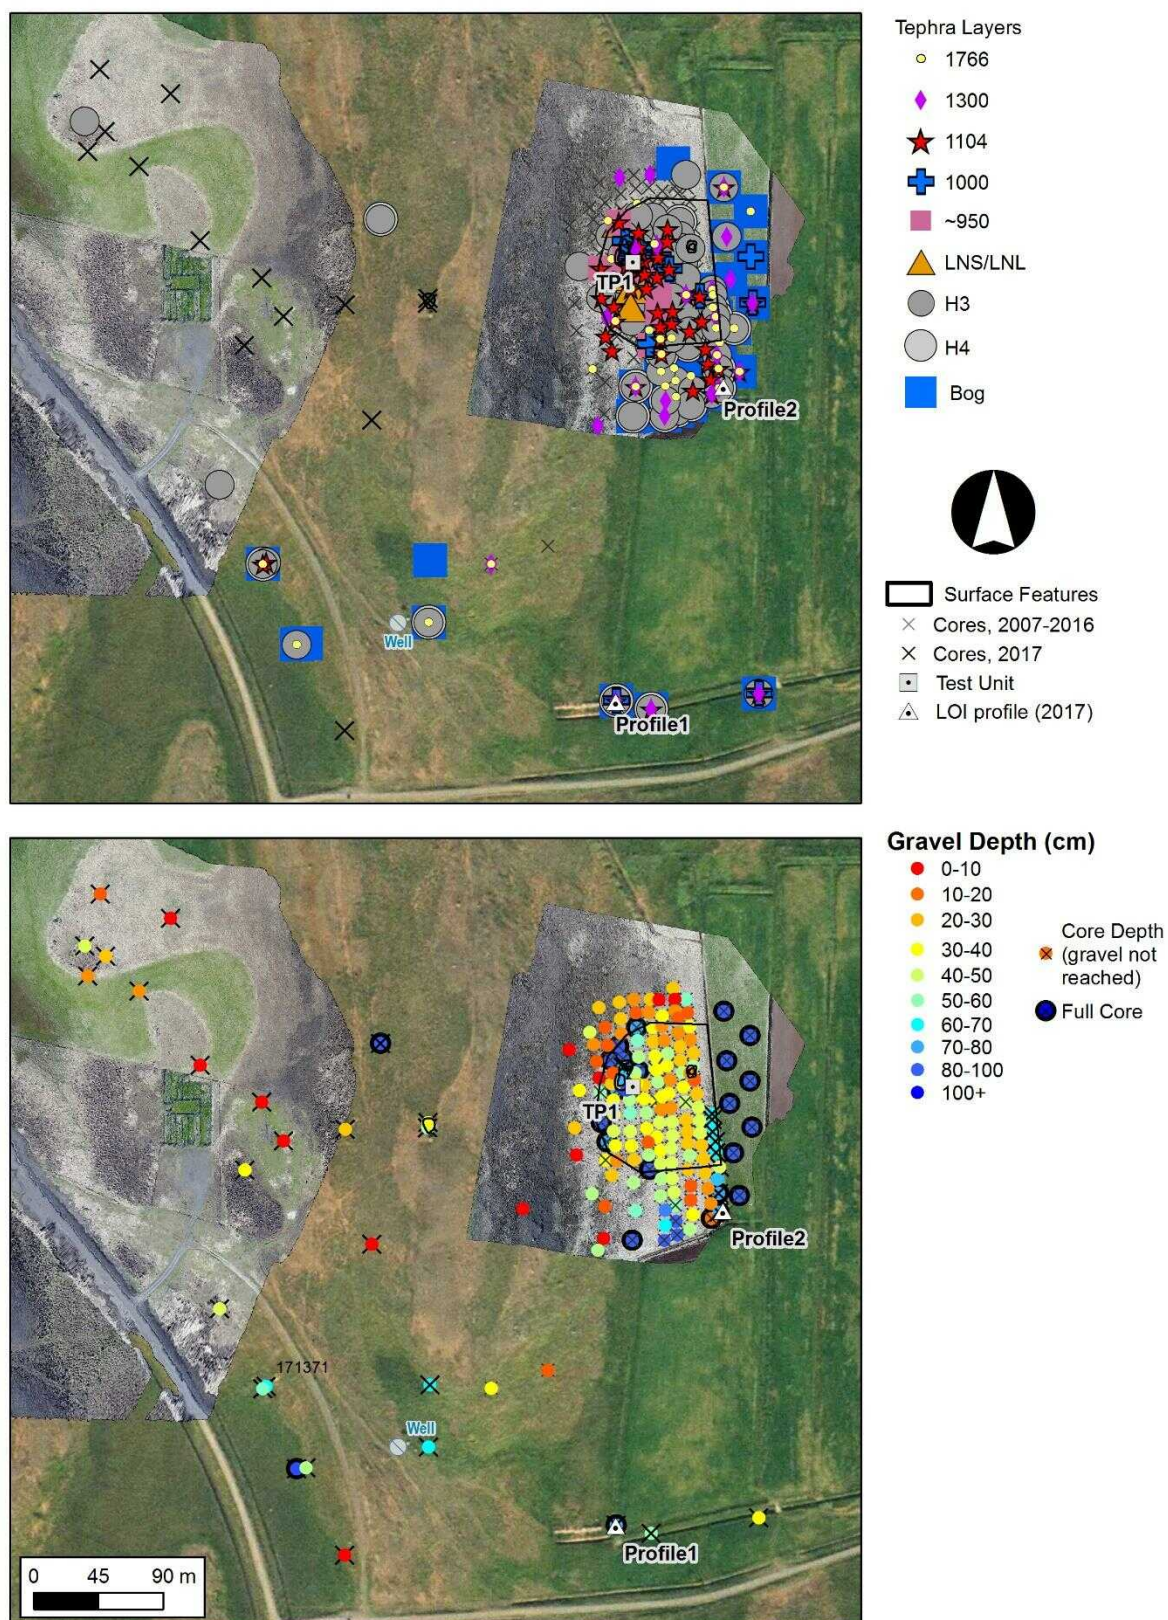 Tephra Layers
1766
1300
1104
1000
~950
LNS/LNL
H3
H4
Bog
Surface Features
Cores, 2007-2016
Cores, 2017
Test Unit
LOI profile (2017)
TP1
Profile2
Well
Profile1
Gravel Depth (cm)
0-10
10-20
20-30
30-40
40-50
50-60
60-70
70-80
80-100
100+
Core Depth
(gravel not
reached)
Full Core
TP1
Profile2
171371
Well
Profile1
0 45 90 m